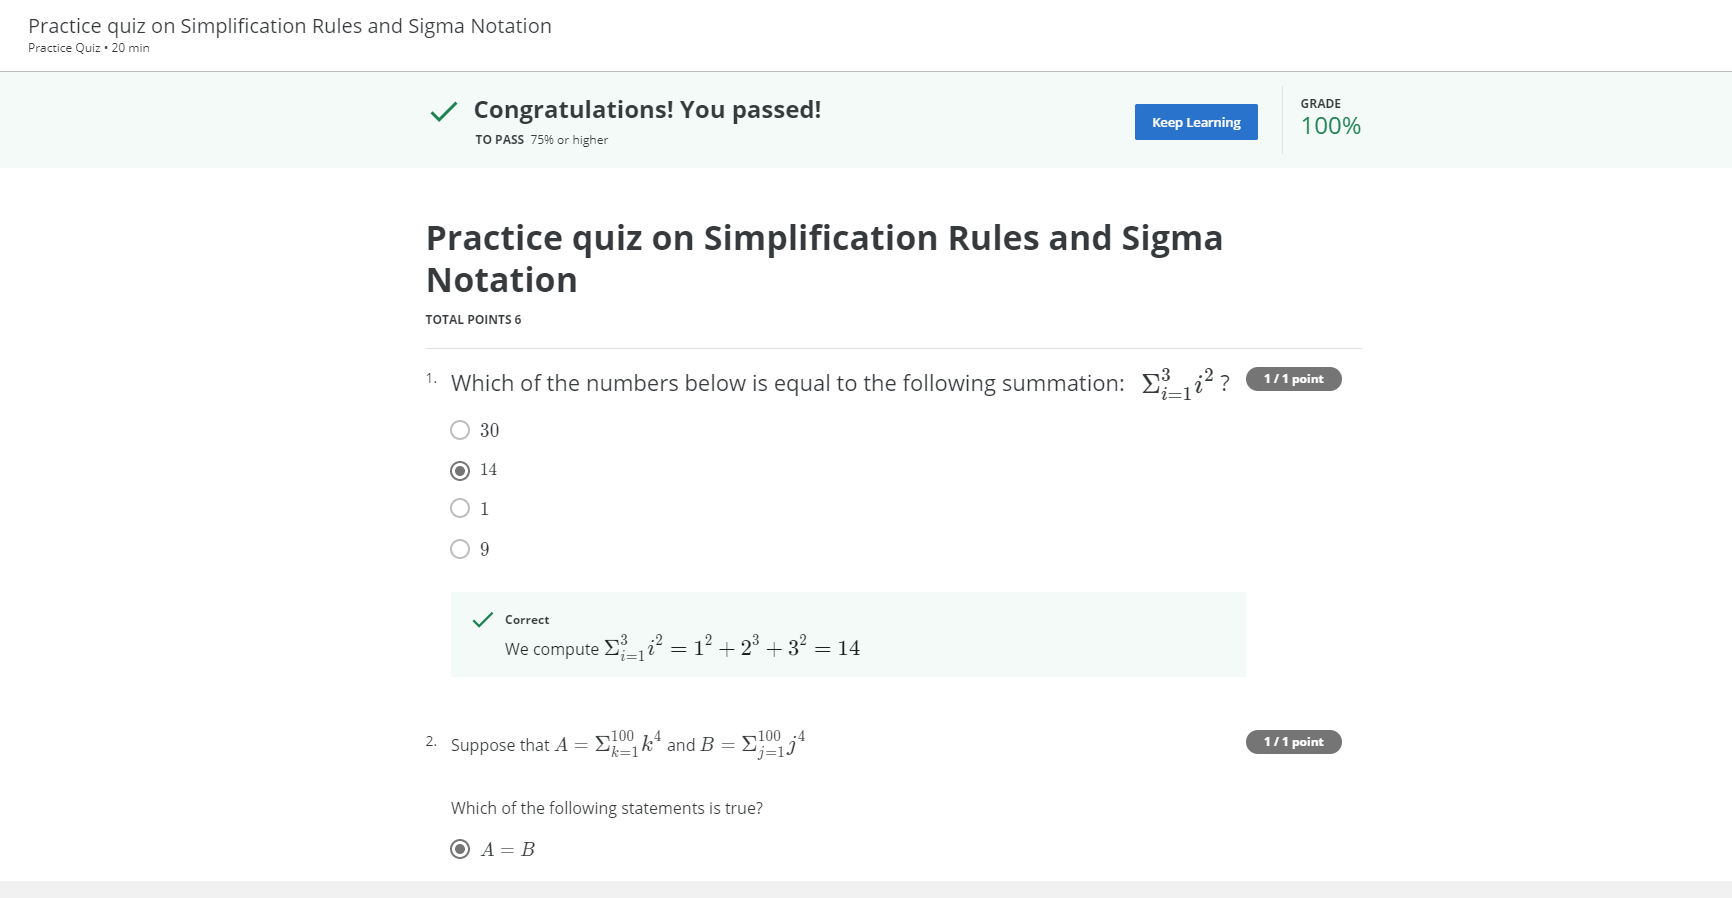 Practice quiz on Simplification Rules and Sigma Notation
Practice Quiz • 20 min
Congratulations! You passed!
TO PASS 75% or higher
Keep Learning
GRADE
100%
Practice quiz on Simplification Rules and Sigma
Notation
TOTAL POINTS 6
1. Which of the numbers below is equal to the following summation: Σ_{i=1}^{3} i^2 ?
1 / 1 point
30
14
1
9
Correct
We compute Σ_{i=1}^{3} i^2 = 1^2 + 2^3 + 3^2 = 14
2. Suppose that A = Σ_{k=1}^{100} k^4 and B = Σ_{j=1}^{100} j^4
1 / 1 point
Which of the following statements is true?
A = B